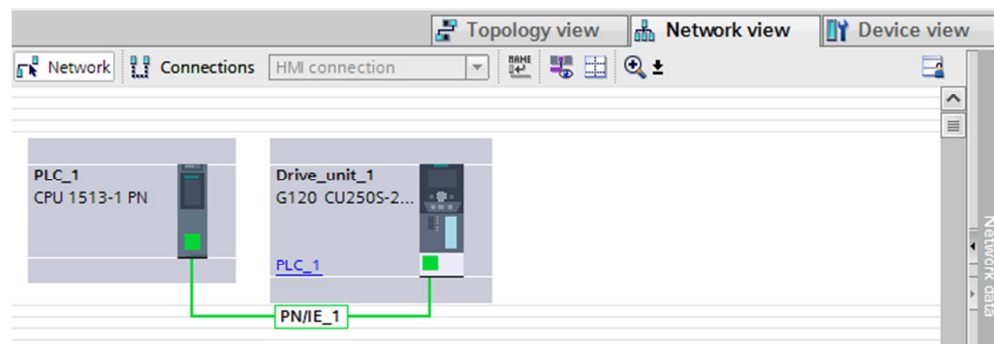 Topology view
Network view
Device view
Network
Connections
HMI connection
NAME
PLC_1
CPU 1513-1 PN
Drive_unit_1
G120 CU250S-2...
PLC_1
PN/IE_1
Network data